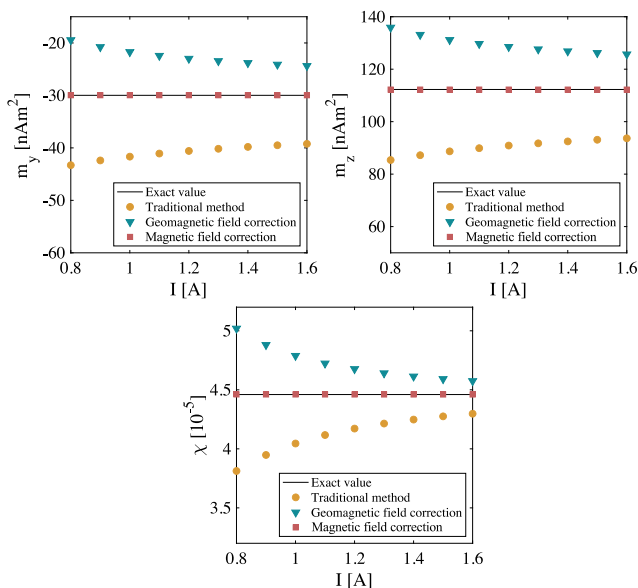 -20
-30
-40
-50
-60
m_y [nAm²]
Exact value
Traditional method
Geomagnetic field correction
Magnetic field correction
0.8 1 1.2 1.4 1.6
I [A]
140
120
100
80
60
m_z [nAm²]
Exact value
Traditional method
Geomagnetic field correction
Magnetic field correction
0.8 1 1.2 1.4 1.6
I [A]
5
4.5
4
3.5
χ [10⁻⁵]
Exact value
Traditional method
Geomagnetic field correction
Magnetic field correction
0.8 1 1.2 1.4 1.6
I [A]